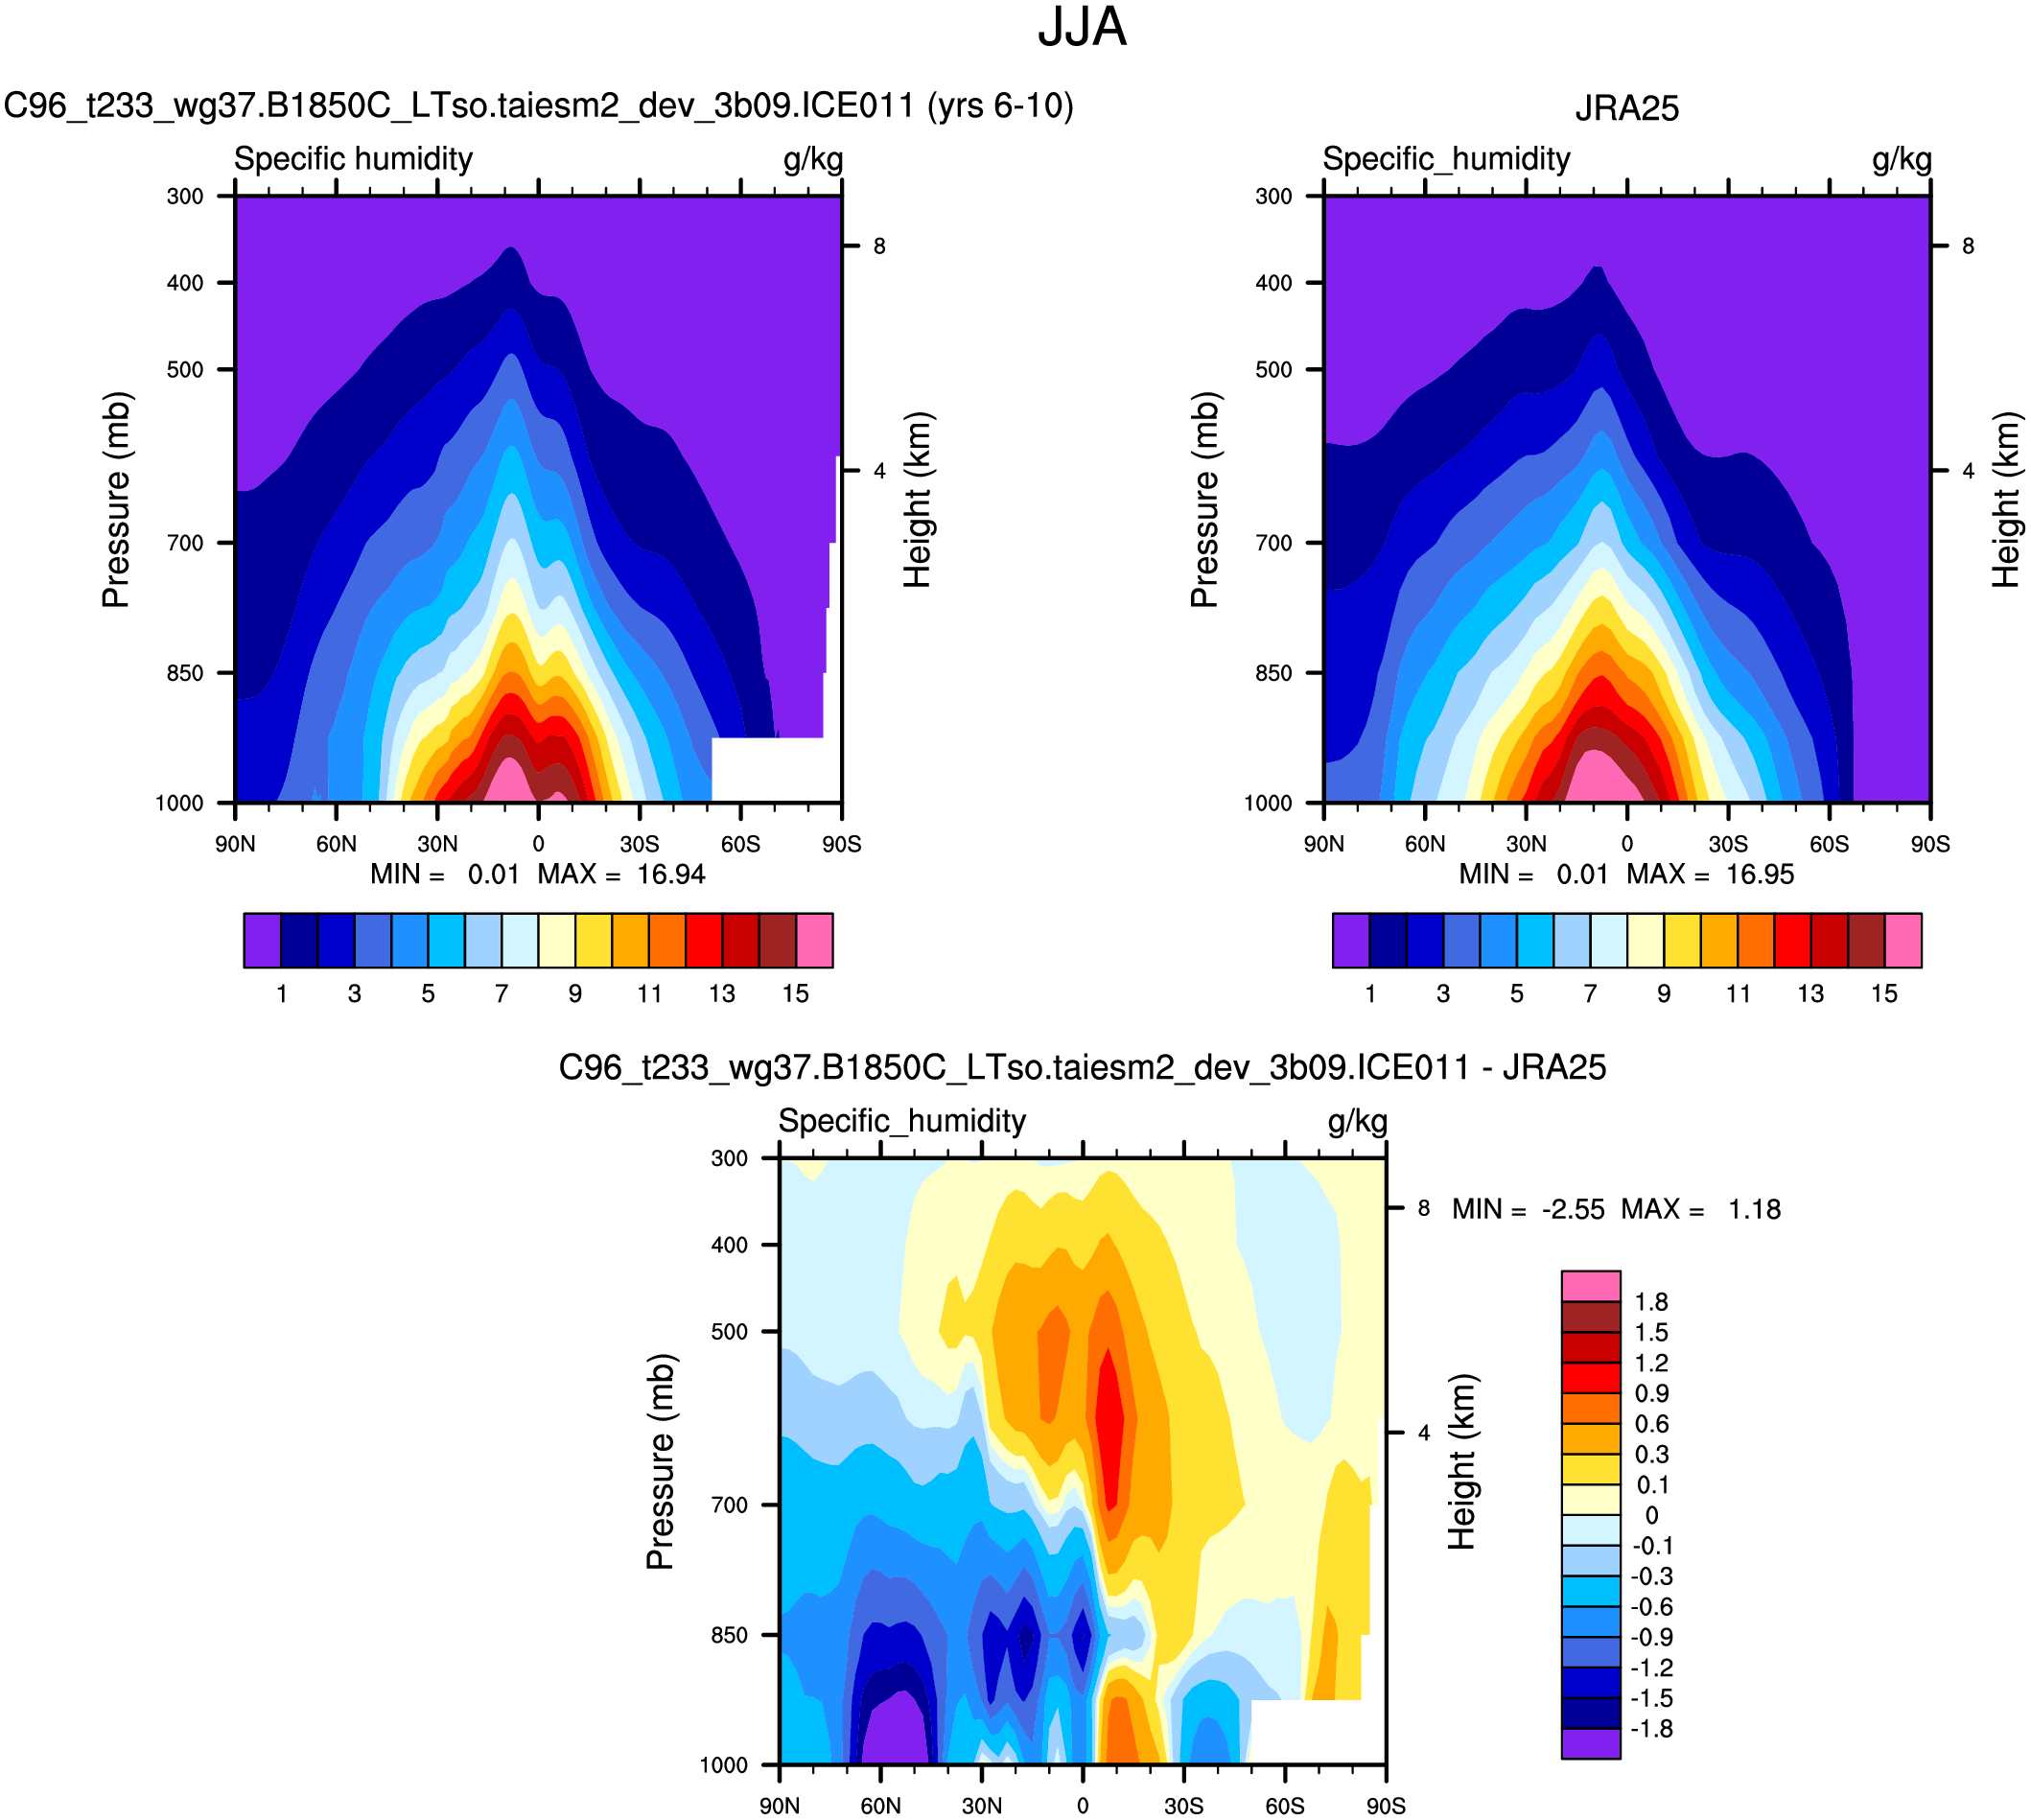 JJA
C96_t233_wg37.B1850C_LTso.taiesm2_dev_3b09.ICE011 (yrs 6-10)
Specific humidity g/kg
300
400
500
700
850
1000
Pressure (mb)
8
4
Height (km)
90N 60N 30N 0 30S 60S 90S
MIN = 0.01 MAX = 16.94
1 3 5 7 9 11 13 15
JRA25
Specific_humidity g/kg
300
400
500
700
850
1000
Pressure (mb)
8
4
Height (km)
90N 60N 30N 0 30S 60S 90S
MIN = 0.01 MAX = 16.95
1 3 5 7 9 11 13 15
C96_t233_wg37.B1850C_LTso.taiesm2_dev_3b09.ICE011 - JRA25
Specific_humidity g/kg
300
400
500
700
850
1000
Pressure (mb)
8
4
Height (km)
90N 60N 30N 0 30S 60S 90S
MIN = -2.55 MAX = 1.18
1.8
1.5
1.2
0.9
0.6
0.3
0.1
0
-0.1
-0.3
-0.6
-0.9
-1.2
-1.5
-1.8